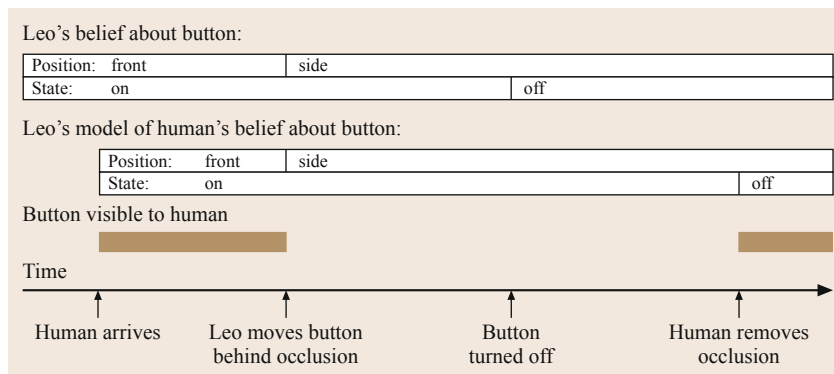 Leo's belief about button:
Position: front side
State: on off
Leo's model of human's belief about button:
Position: front side
State: on off
Button visible to human
Time
Human arrives Leo moves button Button Human removes
behind occlusion turned off occlusion